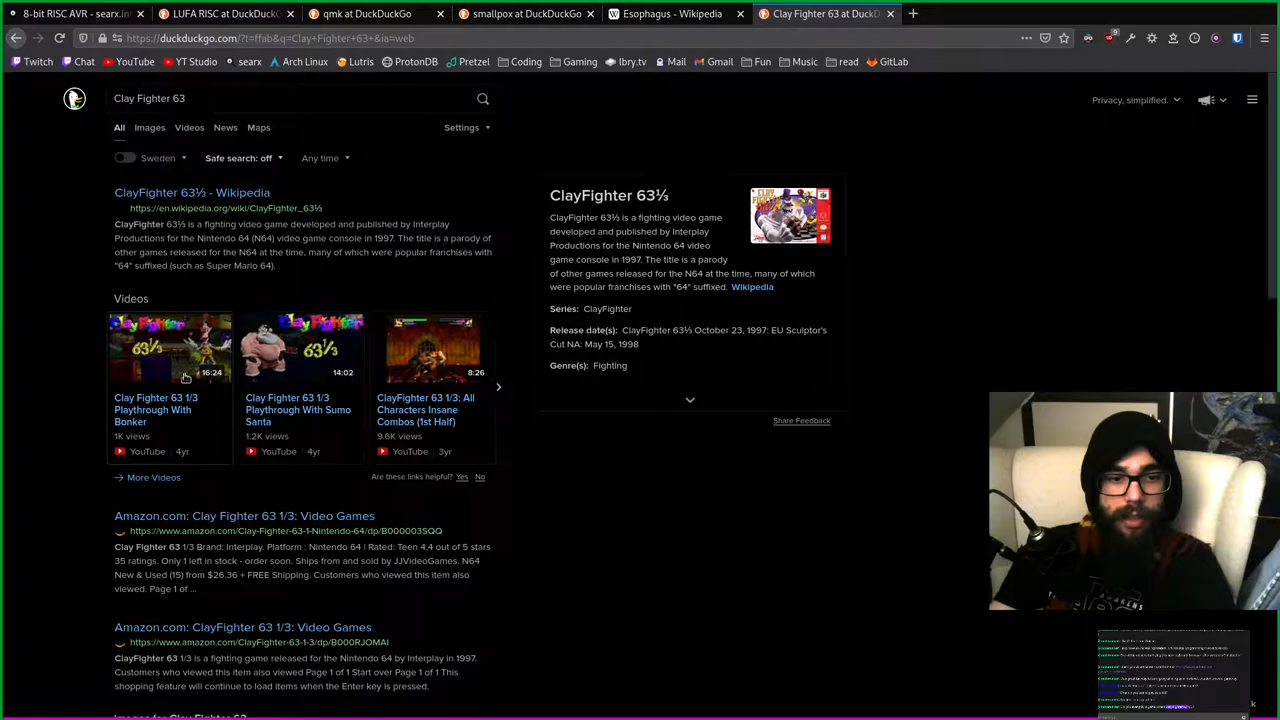 8-bit RISC AVR - searx.in
LUFA RISC at DuckDuckG
qmk at DuckDuckGo
smallpox at DuckDuckGo
Esophagus - Wikipedia
Clay Fighter 63 at DuckD
https://duckduckgo.com/?t=ffab&q=Clay+Fighter+63+&ia=web
Twitch Chat YouTube YT Studio searx Arch Linux Lutris ProtonDB Pretzel Coding Gaming lbry.tv Mail Gmail Fun Music read GitLab
Clay Fighter 63
Privacy, simplified.
All Images Videos News Maps Settings
Sweden Safe search: off Any time
ClayFighter 63⅓ - Wikipedia
https://en.wikipedia.org/wiki/ClayFighter_63⅓
ClayFighter 63⅓ is a fighting video game developed and published by Interplay
Productions for the Nintendo 64 (N64) video game console in 1997. The title is a parody
of other games released for the N64 at the time, many of which were popular franchises with
"64" suffixed (such as Super Mario 64).
Videos
ClayFighter
63⅓
16:24
Clay Fighter 63 1/3
Playthrough With
Bonker
1K views
YouTube 4yr
ClayFighter
63⅓
14:02
Clay Fighter 63 1/3
Playthrough With Sumo
Santa
1.2K views
YouTube 4yr
8:26
ClayFighter 63 1/3: All
Characters Insane
Combos (1st Half)
9.6K views
YouTube 3yr
More Videos
Are these links helpful? Yes No
Amazon.com: Clay Fighter 63 1/3: Video Games
https://www.amazon.com/Clay-Fighter-63-1-Nintendo-64/dp/B000003SQQ
Clay Fighter 63 1/3 Brand: Interplay. Platform : Nintendo 64 | Rated: Teen 4.4 out of 5 stars
35 ratings. Only 1 left in stock - order soon. Ships from and sold by JJVideoGames. N64
New & Used (15) from $26.36 + FREE Shipping. Customers who viewed this item also
viewed. Page 1 of ...
Amazon.com: ClayFighter 63 1/3: Video Games
https://www.amazon.com/ClayFighter-63-1-3/dp/B000RJOMAI
ClayFighter 63 1/3 is a fighting game released for the Nintendo 64 by Interplay in 1997.
Customers who viewed this item also viewed Page 1 of 1 Start over Page 1 of 1 This
shopping feature will continue to load items when the Enter key is pressed.
Images for Clay Fighter 63
ClayFighter 63⅓
ClayFighter 63⅓ is a fighting video game
developed and published by Interplay
Productions for the Nintendo 64 video
game console in 1997. The title is a parody
of other games released for the N64 at the time, many of which
were popular franchises with "64" suffixed. Wikipedia
Series: ClayFighter
Release date(s): ClayFighter 63⅓ October 23, 1997: EU Sculptor's
Cut NA: May 15, 1998
Genre(s): Fighting
Share Feedback